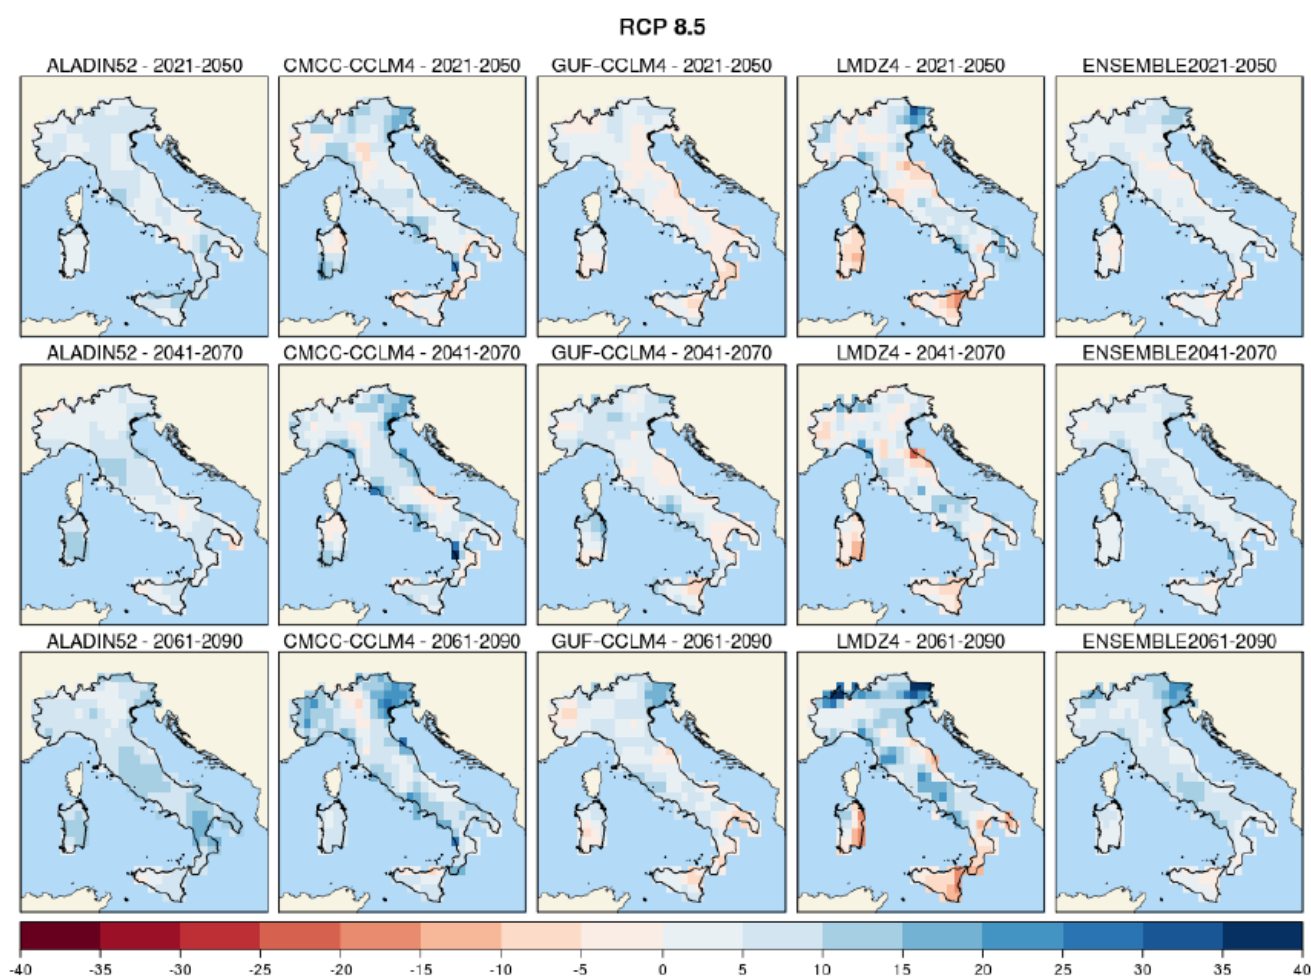 RCP 8.5
ALADIN52 - 2021-2050 CMCC-CCLM4 - 2021-2050 GUF-CCLM4 - 2021-2050 LMDZ4 - 2021-2050 ENSEMBLE2021-2050
ALADIN52 - 2041-2070 CMCC-CCLM4 - 2041-2070 GUF-CCLM4 - 2041-2070 LMDZ4 - 2041-2070 ENSEMBLE2041-2070
ALADIN52 - 2061-2090 CMCC-CCLM4 - 2061-2090 GUF-CCLM4 - 2061-2090 LMDZ4 - 2061-2090 ENSEMBLE2061-2090
-40 -35 -30 -25 -20 -15 -10 -5 0 5 10 15 20 25 30 35 40